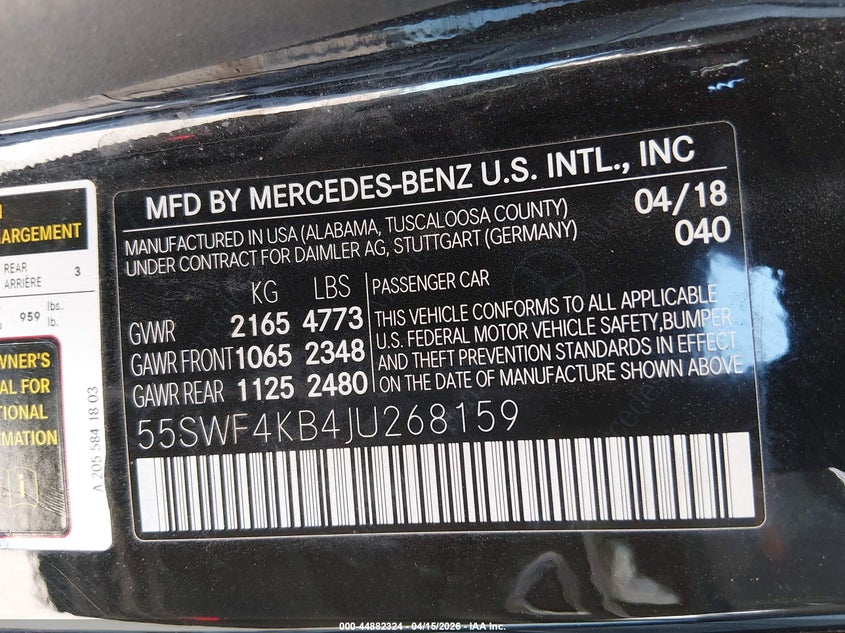 MFD BY MERCEDES-BENZ U.S. INTL., INC
MANUFACTURED IN USA (ALABAMA, TUSCALOOSA COUNTY)
UNDER CONTRACT FOR DAIMLER AG, STUTTGART (GERMANY)
04/18
040
KG LBS
GVWR 2165 4773
GAWR FRONT 1065 2348
GAWR REAR 1125 2480
PASSENGER CAR
THIS VEHICLE CONFORMS TO ALL APPLICABLE
U.S. FEDERAL MOTOR VEHICLE SAFETY,BUMPER
AND THEFT PREVENTION STANDARDS IN EFFECT
ON THE DATE OF MANUFACTURE SHOWN ABOVE
55SWF4KB4JU268159
ARGEMENT
REAR 3
ARRIÈRE
959 lbs.
lb.
OWNER'S
AL FOR
TIONAL
RMATION
A 205 584 18 03
000-44882324 - 04/15/2026 - IAA Inc.